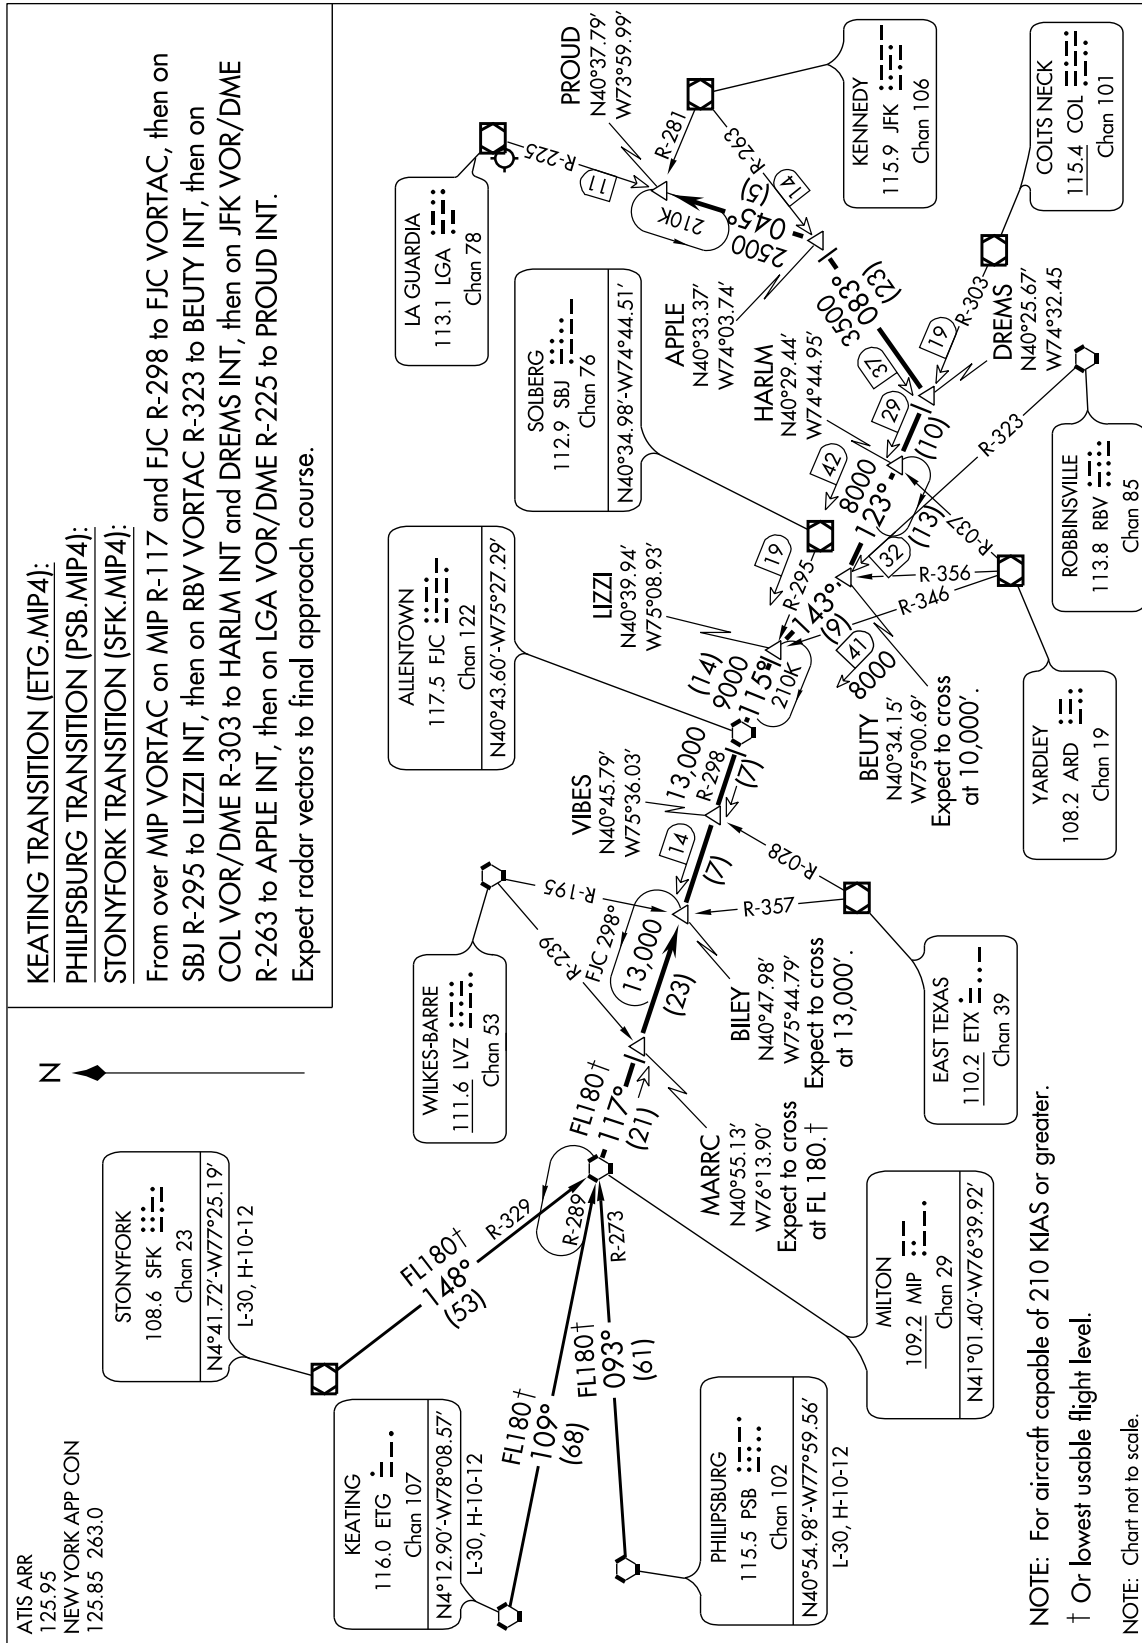 ATIS ARR
125.95
NEW YORK APP CON
125.85 263.0
KEATING TRANSITION (ETG.MIP4):
PHILIPSBURG TRANSITION (PSB.MIP4):
STONYFORK TRANSITION (SFK.MIP4):
From over MIP VORTAC on MIP R-117 and FJC R-298 to FJC VORTAC, then on
SBJ R-295 to LIZZI INT, then on RBV VORTAC R-323 to BEUTY INT, then on
COL VOR/DME R-303 to HARLM INT and DREMS INT, then on JFK VOR/DME
R-263 to APPLE INT, then on LGA VOR/DME R-225 to PROUD INT.
Expect radar vectors to final approach course.
N
STONYFORK
108.6 SFK
Chan 23
N4°41.72'-W77°25.19'
L-30, H-10-12
KEATING
116.0 ETG
Chan 107
N4°12.90'-W78°08.57'
L-30, H-10-12
PHILIPSBURG
115.5 PSB
Chan 102
N40°54.98'-W77°59.56'
L-30, H-10-12
MILTON
109.2 MIP
Chan 29
N41°01.40'-W76°39.92'
FL180†
148°
(53)
R-329
FL180†
109°
(68)
R-289
FL180†
093°
(61)
R-273
FL180†
117°
(21)
MARRC
N40°55.13'
W76°13.90'
Expect to cross
at FL 180.†
WILKES-BARRE
111.6 LVZ
Chan 53
R-239
R-195
FJC 298°
13,000
(23)
BILEY
N40°47.98'
W75°44.79'
Expect to cross
at 13,000'.
EAST TEXAS
110.2 ETX
Chan 39
R-357
R-028
14
(7)
VIBES
N40°45.79'
W75°36.03'
13,000
R-298
(7)
ALLENTOWN
117.5 FJC
Chan 122
N40°43.60'-W75°27.29'
(14)
9000
115°
210K
LIZZI
N40°39.94'
W75°08.93'
19
R-295
143°
(9)
41
8000
BEUTY
N40°34.15'
W75°00.69'
Expect to cross
at 10,000'.
SOLBERG
112.9 SBJ
Chan 76
N40°34.98'-W74°44.51'
R-346
R-356
R-037
YARDLEY
108.2 ARD
Chan 19
32
(13)
42
8000
123°
HARLM
N40°29.44'
W74°44.95'
29
(10)
37
R-323
ROBBINSVILLE
113.8 RBV
Chan 85
DREMS
N40°25.67'
W74°32.45
19
R-303
COLTS NECK
115.4 COL
Chan 101
3500
083°
(23)
APPLE
N40°33.37'
W74°03.74'
14
R-263
2500
045°
(5)
210K
PROUD
N40°37.79'
W73°59.99'
11
R-225
R-281
LA GUARDIA
113.1 LGA
Chan 78
KENNEDY
115.9 JFK
Chan 106
NOTE: For aircraft capable of 210 KIAS or greater.
† Or lowest usable flight level.
NOTE: Chart not to scale.